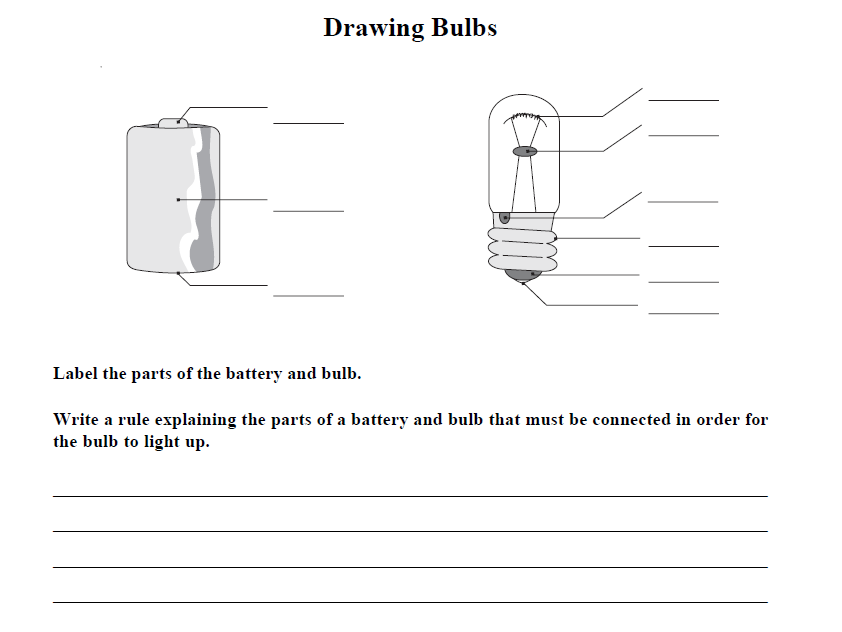 Drawing Bulbs
Label the parts of the battery and bulb.
Write a rule explaining the parts of a battery and bulb that must be connected in order for
the bulb to light up.